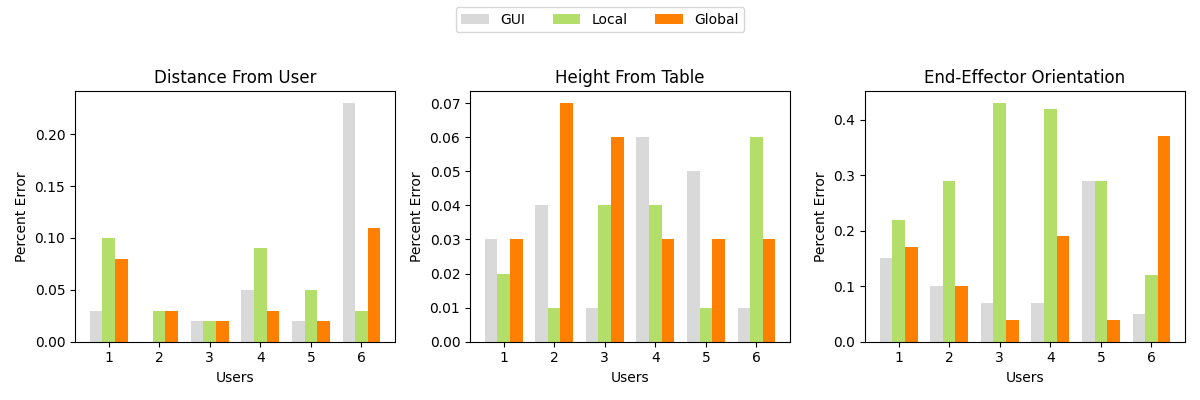 GUI Local Global
Distance From User
Percent Error
0.20
0.15
0.10
0.05
0.00
1 2 3 4 5 6
Users
Height From Table
Percent Error
0.07
0.06
0.05
0.04
0.03
0.02
0.01
0.00
1 2 3 4 5 6
Users
End-Effector Orientation
Percent Error
0.4
0.3
0.2
0.1
0.0
1 2 3 4 5 6
Users